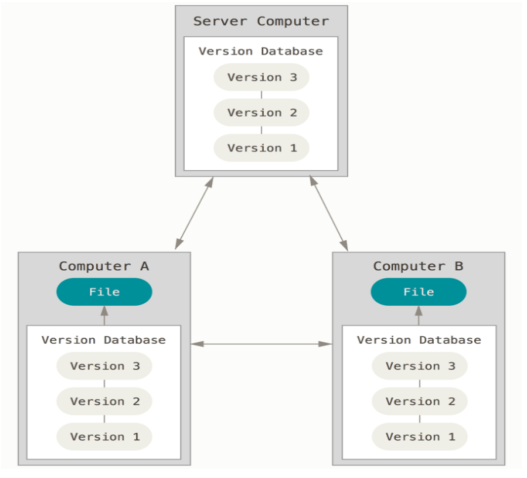 Server Computer
Version Database
Version 3
Version 2
Version 1
Computer A
File
Version Database
Version 3
Version 2
Version 1
Computer B
File
Version Database
Version 3
Version 2
Version 1